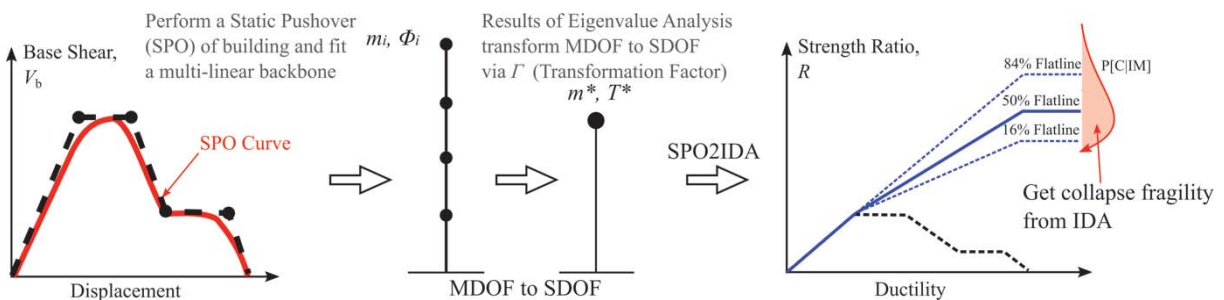 Base Shear,
V_b
Perform a Static Pushover
(SPO) of building and fit
a multi-linear backbone
SPO Curve
Displacement
m_i, Φ_i
Results of Eigenvalue Analysis
transform MDOF to SDOF
via Γ (Transformation Factor)
m*, T*
MDOF to SDOF
SPO2IDA
Strength Ratio,
R
84% Flatline
P[C|IM]
50% Flatline
16% Flatline
Get collapse fragility
from IDA
Ductility